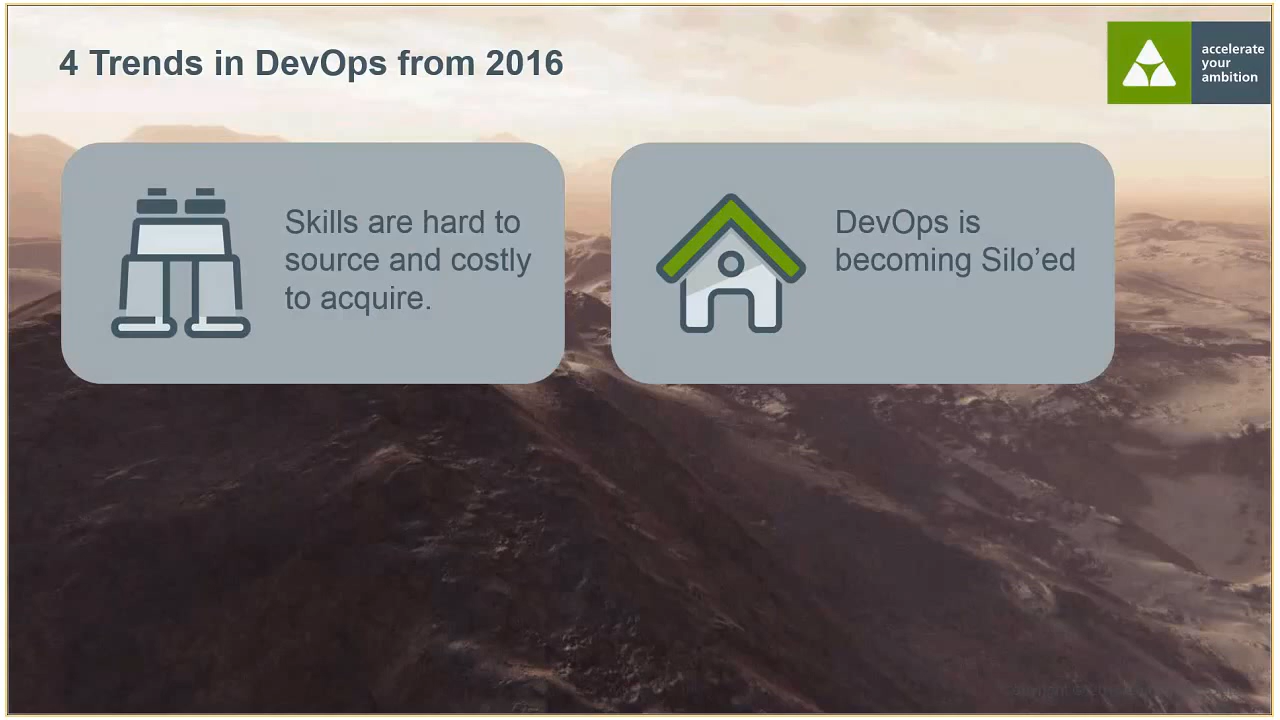 4 Trends in DevOps from 2016
accelerate
your
ambition
Skills are hard to
source and costly
to acquire.
DevOps is
becoming Silo’ed